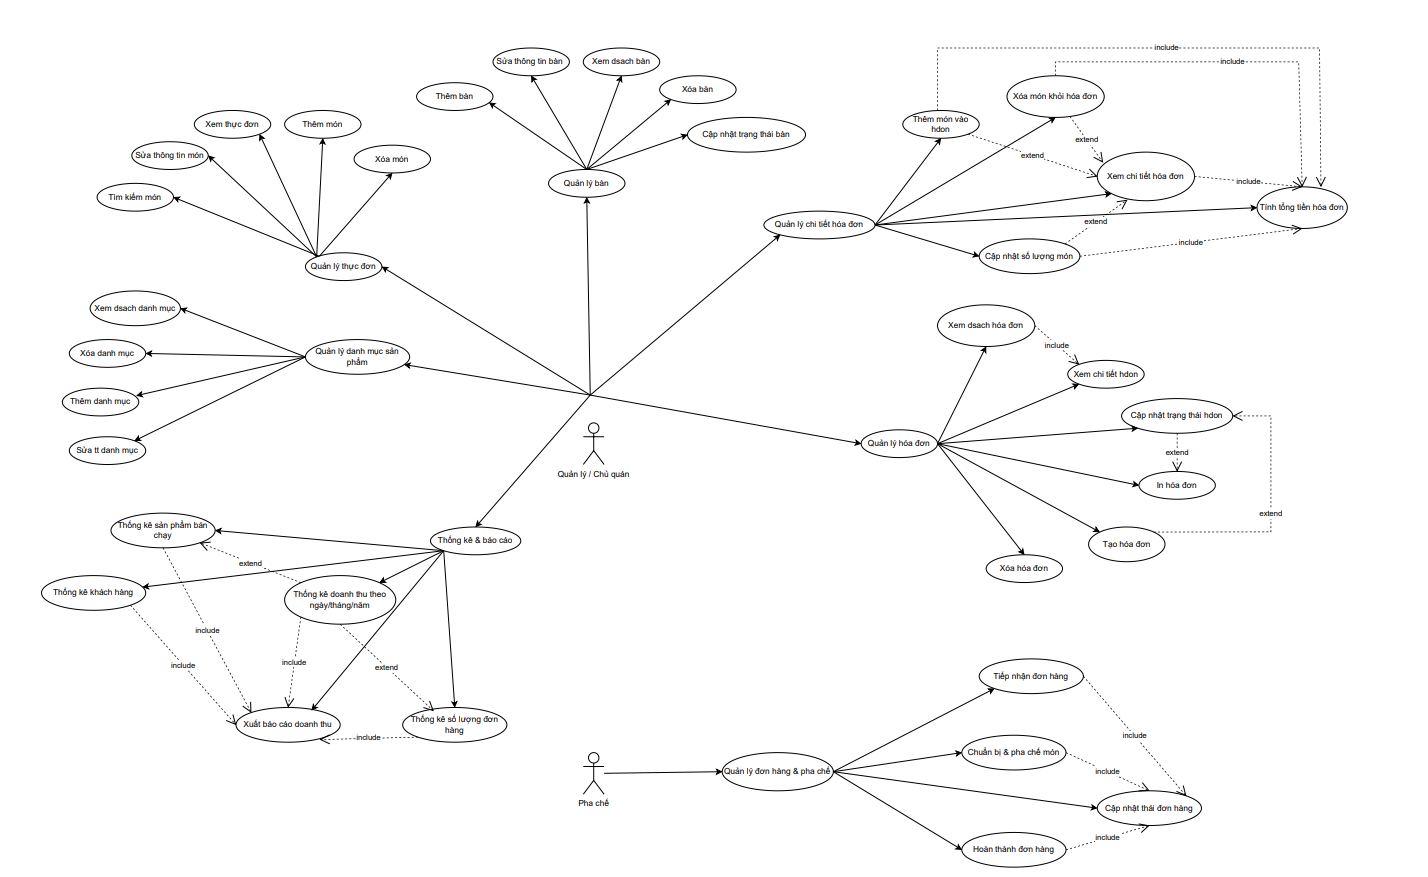 Sửa thông tin bàn
Xem dsach bàn
Thêm bàn
Xóa bàn
Cập nhật trạng thái bàn
Quản lý bàn
Xem thực đơn
Thêm món
Sửa thông tin món
Xóa món
Tìm kiếm món
Quản lý thực đơn
include
include
Xóa món khỏi hóa đơn
Thêm món vào
hdon
extend
extend
Xem chi tiết hóa đơn
include
Tính tổng tiền hóa đơn
Quản lý chi tiết hóa đơn
extend
include
Cập nhật số lượng món
Xem dsach danh mục
Xóa danh mục
Quản lý danh mục sản
phẩm
Thêm danh mục
Sửa tt danh mục
Xem dsach hóa đơn
include
Xem chi tiết hdon
Cập nhật trạng thái hdon
Quản lý hóa đơn
extend
In hóa đơn
extend
Tạo hóa đơn
Xóa hóa đơn
Quản lý / Chủ quán
Thống kê sản phẩm bán
chạy
Thống kê & báo cáo
extend
Thống kê khách hàng
Thống kê doanh thu theo
ngày/tháng/năm
include
include
include
extend
Xuất báo cáo doanh thu
Thống kê số lượng đơn
hàng
include
Tiếp nhận đơn hàng
include
Chuẩn bị & pha chế món
Quản lý đơn hàng & pha chế
include
Pha chế
Cập nhật thái đơn hàng
include
Hoàn thành đơn hàng